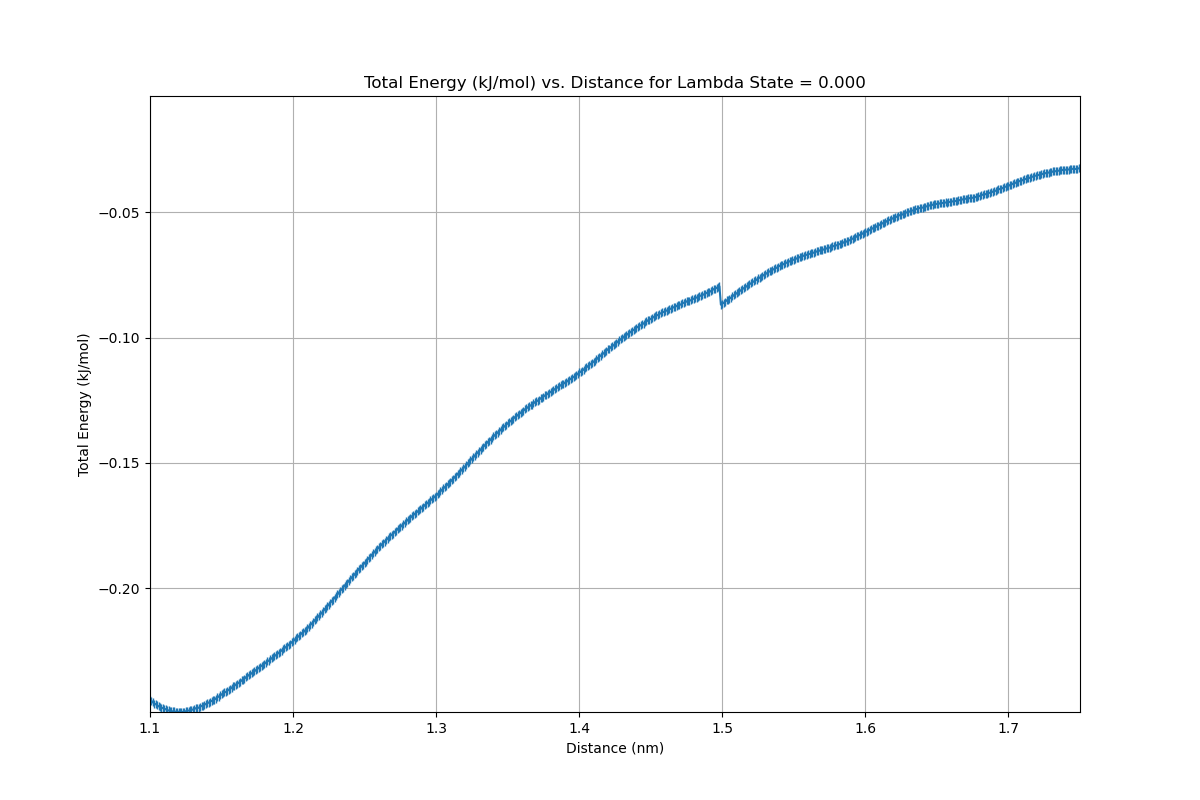 Total Energy (kJ/mol) vs. Distance for Lambda State = 0.000
−0.05
−0.10
−0.15
−0.20
Total Energy (kJ/mol)
1.1 1.2 1.3 1.4 1.5 1.6 1.7
Distance (nm)